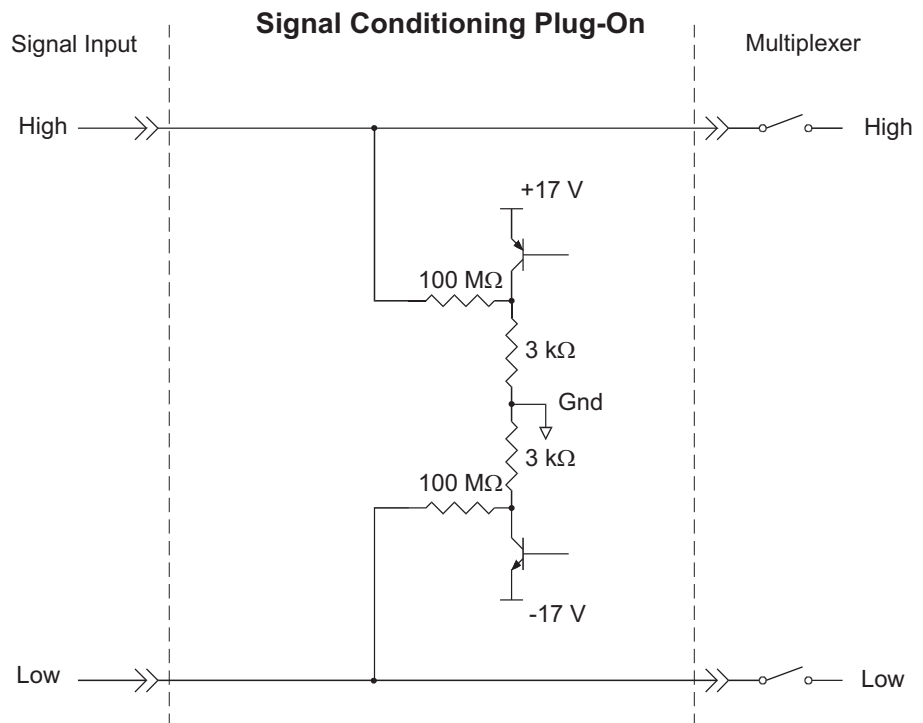 Signal Conditioning Plug-On
Signal Input
Multiplexer
High
High
+17 V
100 MΩ
3 kΩ
Gnd
3 kΩ
100 MΩ
-17 V
Low
Low